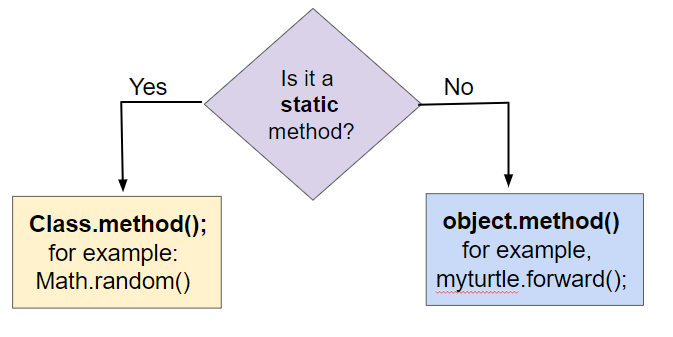 Is it a
static
method?
Yes
No
Class.method();
for example:
Math.random()
object.method()
for example,
myturtle.forward();